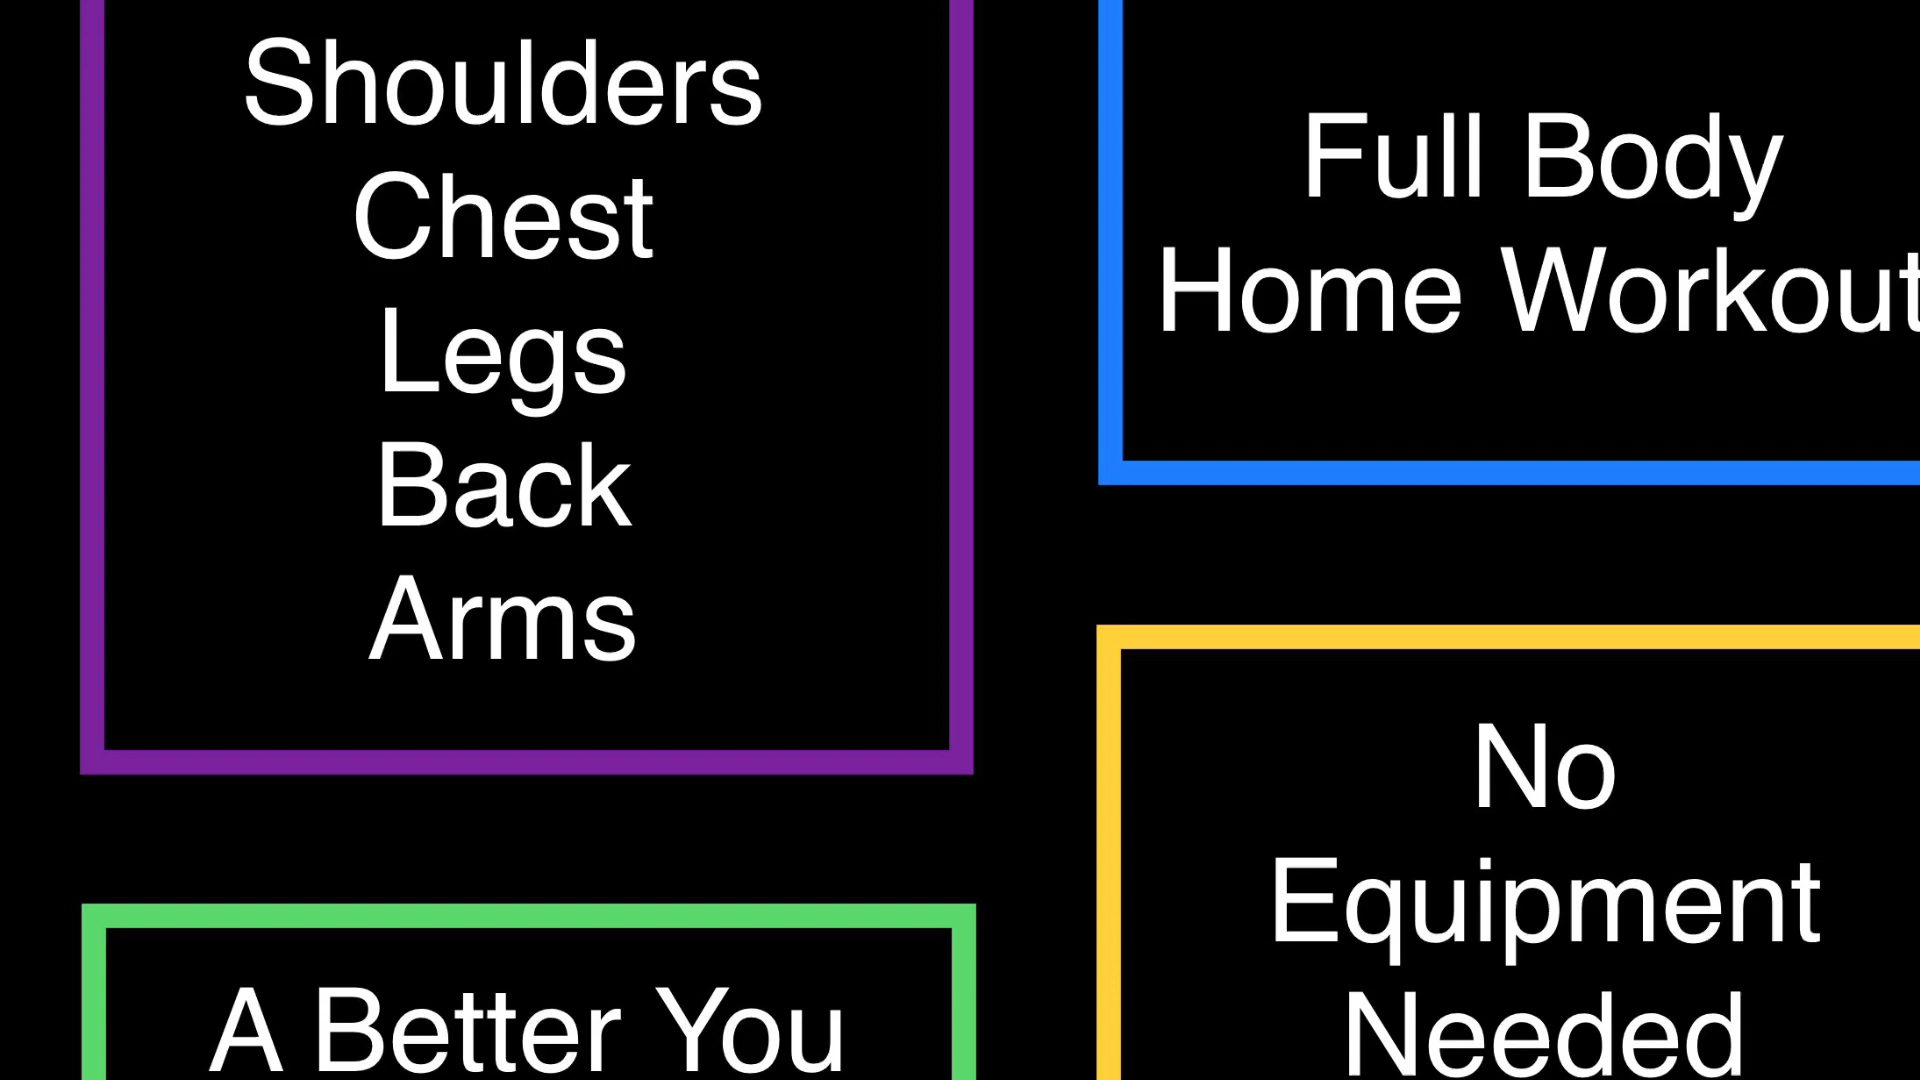 Shoulders
Chest
Legs
Back
Arms
Full Body
Home Workout
No
Equipment
Needed
A Better You